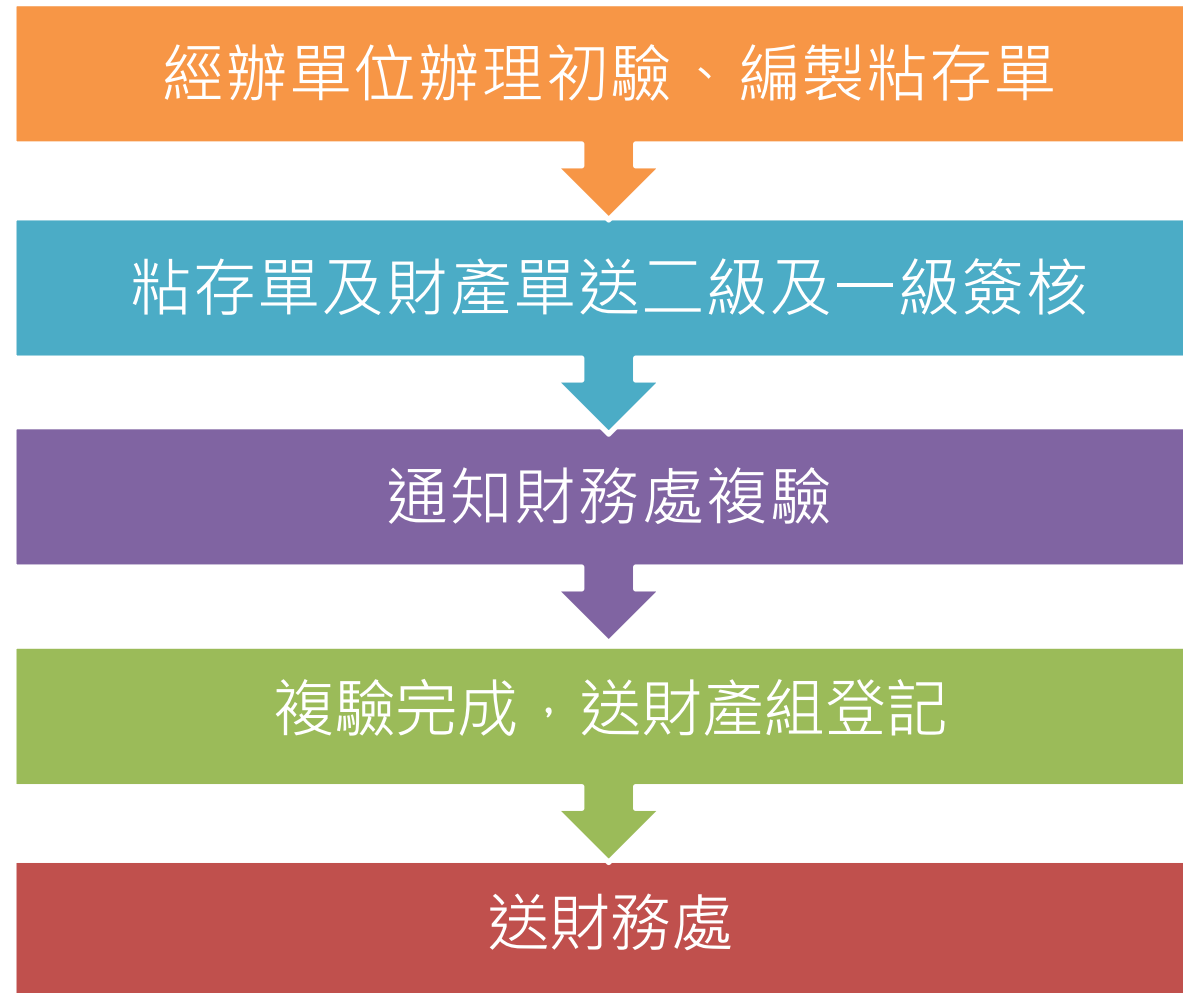 經辦單位辦理初驗、編製粘存單
粘存單及財產單送二級及一級簽核
通知財務處複驗
複驗完成，送財產組登記
送財務處